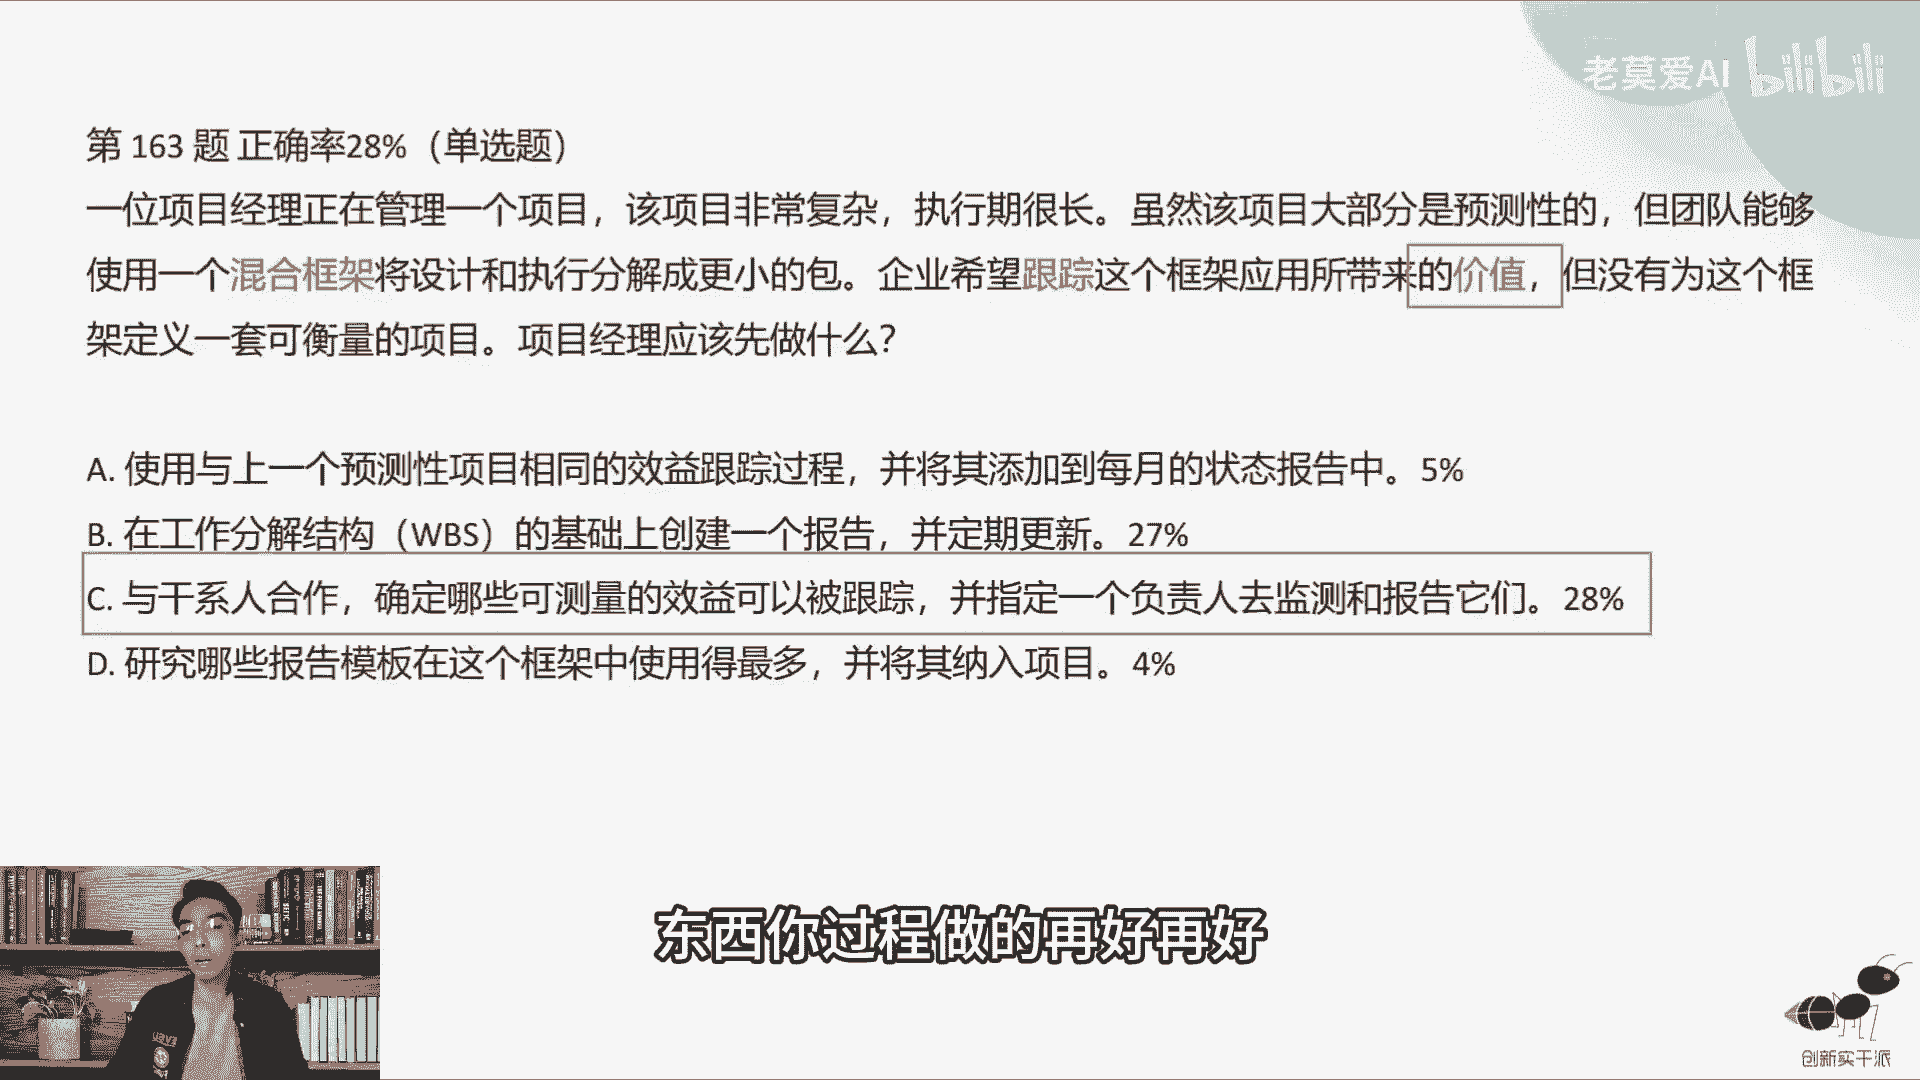 老莫爱AI bilibili
第 163 题 正确率28%（单选题）
一位项目经理正在管理一个项目，该项目非常复杂，执行期很长。虽然该项目大部分是预测性的，但团队能够
使用一个混合框架将设计和执行分解成更小的包。企业希望跟踪这个框架应用所带来的价值，但没有为这个框
架定义一套可衡量的项目。项目经理应该先做什么？
A. 使用与上一个预测性项目相同的效益跟踪过程，并将其添加到每月的状态报告中。5%
B. 在工作分解结构（WBS）的基础上创建一个报告，并定期更新。27%
C. 与干系人合作，确定哪些可测量的效益可以被跟踪，并指定一个负责人去监测和报告它们。28%
D. 研究哪些报告模板在这个框架中使用得最多，并将其纳入项目。4%
东西你过程做的再好再好
创新实干派